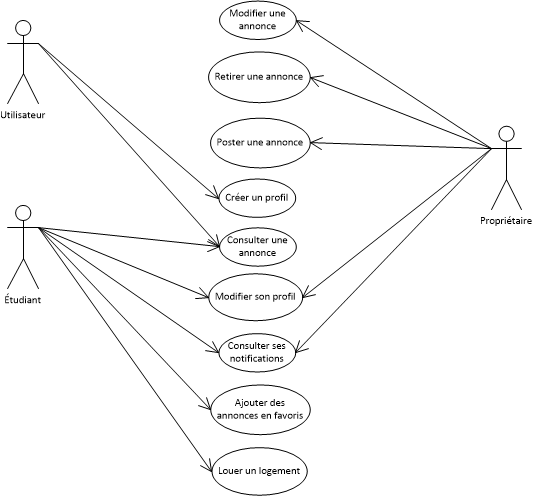 Modifier une
annonce
Retirer une annonce
Utilisateur
Poster une annonce
Créer un profil
Propriétaire
Consulter une
annonce
Étudiant
Modifier son profil
Consulter ses
notifications
Ajouter des
annonces en favoris
Louer un logement